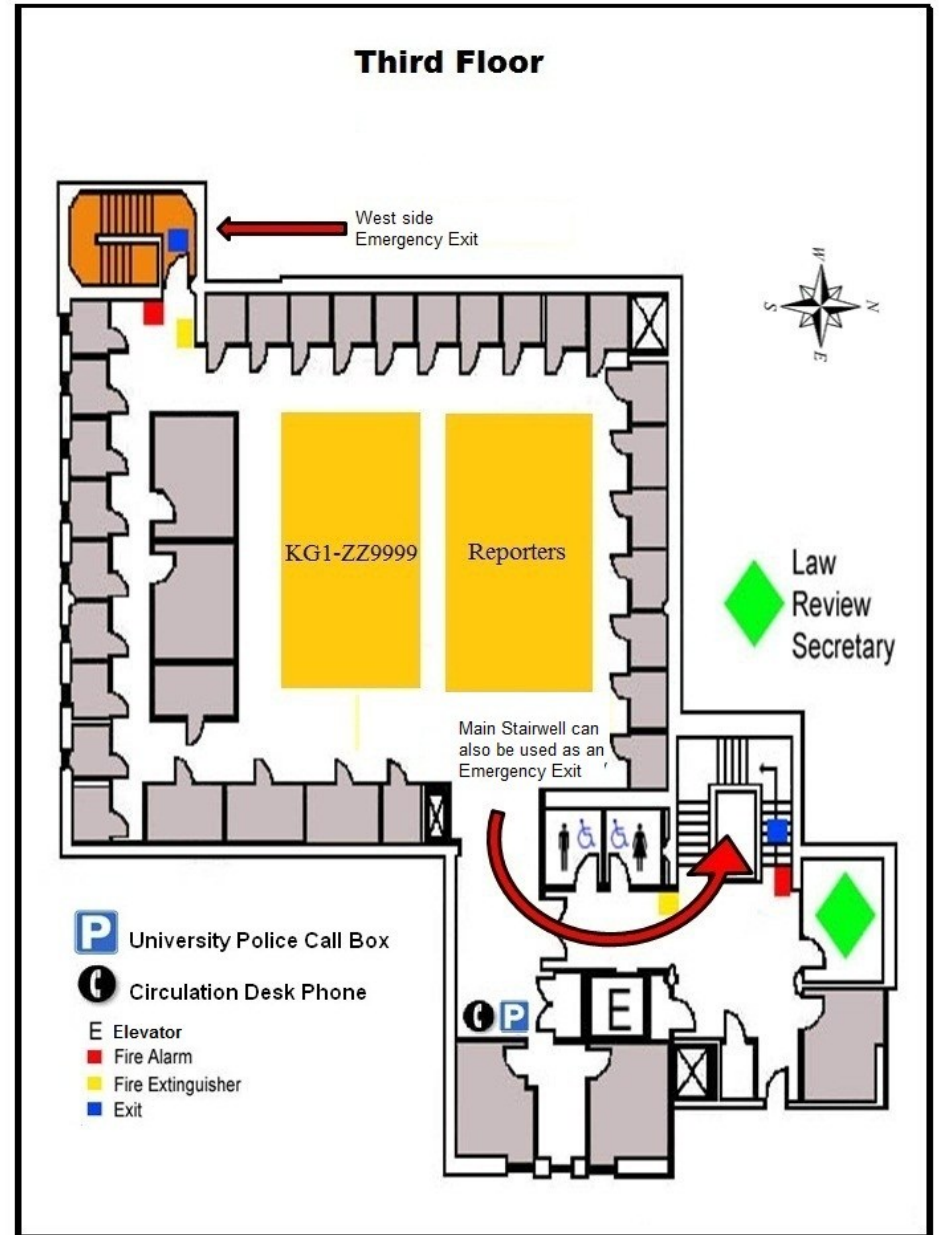 Third Floor
West side
Emergency Exit
W
S
N
E
KG1-ZZ9999
Reporters
Law
Review
Secretary
Main Stairwell can
also be used as an
Emergency Exit
P University Police Call Box
Circulation Desk Phone
E Elevator
Fire Alarm
Fire Extinguisher
Exit
P
E